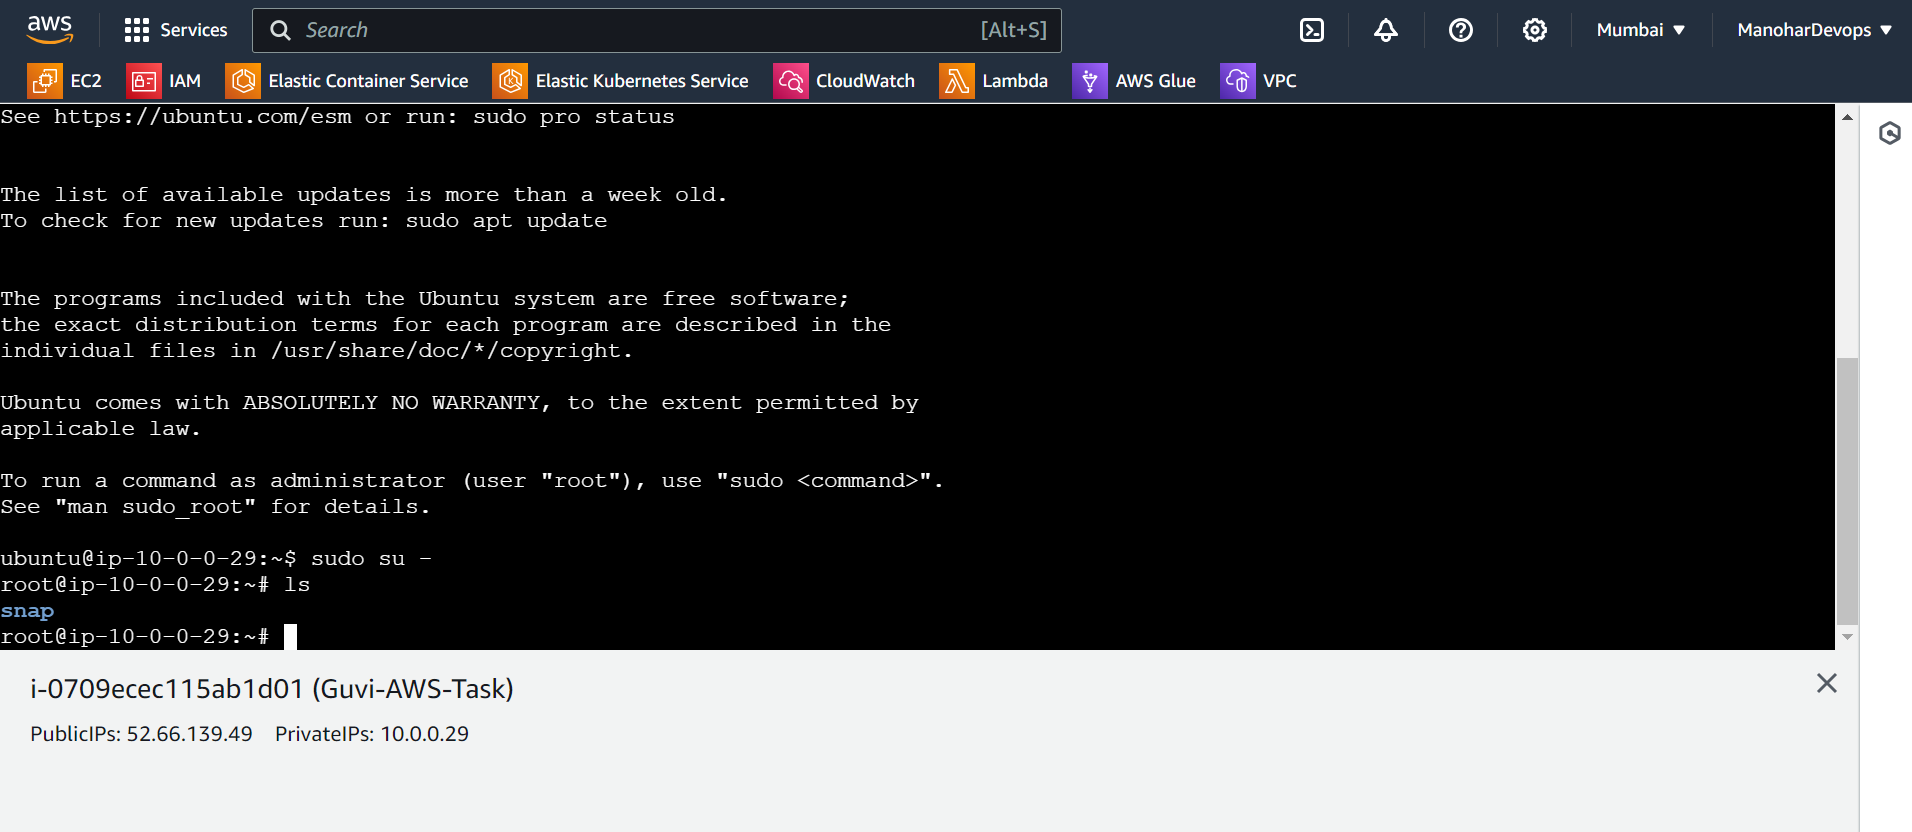 aws Services Search [Alt+S] Mumbai ▼ ManoharDevops ▼
EC2 IAM Elastic Container Service Elastic Kubernetes Service CloudWatch Lambda AWS Glue VPC
See https://ubuntu.com/esm or run: sudo pro status
The list of available updates is more than a week old.
To check for new updates run: sudo apt update
The programs included with the Ubuntu system are free software;
the exact distribution terms for each program are described in the
individual files in /usr/share/doc/*/copyright.
Ubuntu comes with ABSOLUTELY NO WARRANTY, to the extent permitted by
applicable law.
To run a command as administrator (user "root"), use "sudo <command>".
See "man sudo_root" for details.
ubuntu@ip-10-0-0-29:~$ sudo su -
root@ip-10-0-0-29:~# ls
snap
root@ip-10-0-0-29:~#
i-0709ecec115ab1d01 (Guvi-AWS-Task)
PublicIPs: 52.66.139.49 PrivateIPs: 10.0.0.29